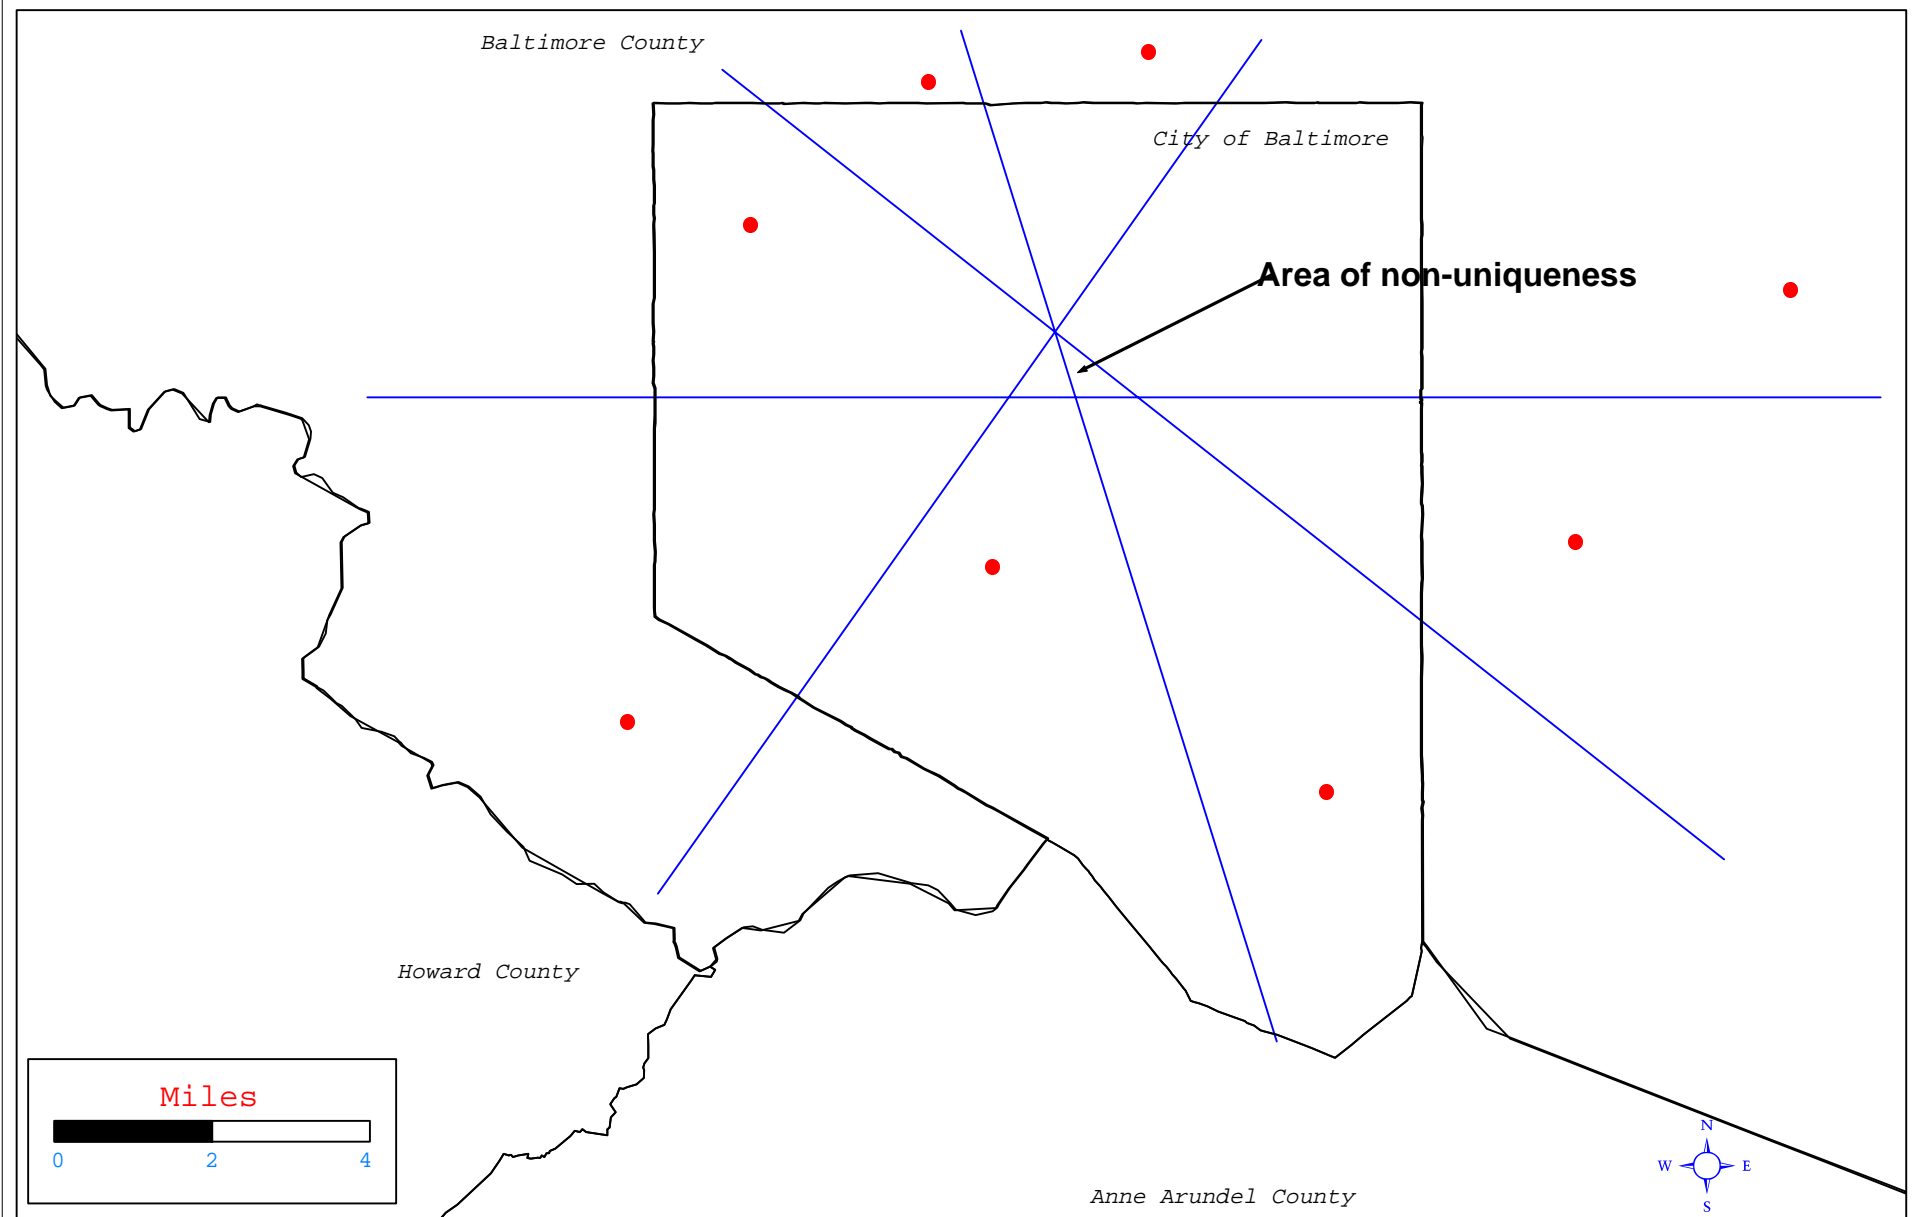 Baltimore County
City of Baltimore
Area of non-uniqueness
Howard County
Miles
0 2 4
N
W E
S
Anne Arundel County